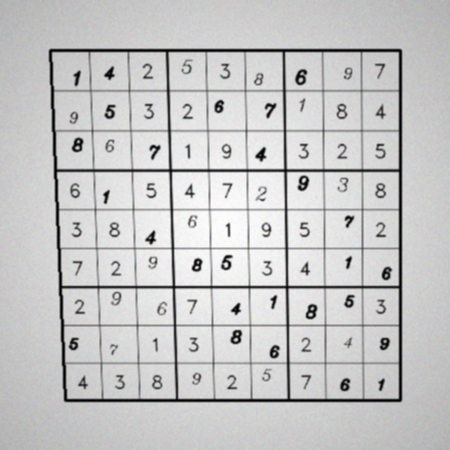 1 4 2 5 3 8 6 9 7
9 5 3 2 6 7 1 8 4
8 6 7 1 9 4 3 2 5
6 1 5 4 7 2 9 3 8
3 8 4 6 1 9 5 7 2
7 2 9 8 5 3 4 1 6
2 9 6 7 4 1 8 5 3
5 7 1 3 8 6 2 4 9
4 3 8 9 2 5 7 6 1